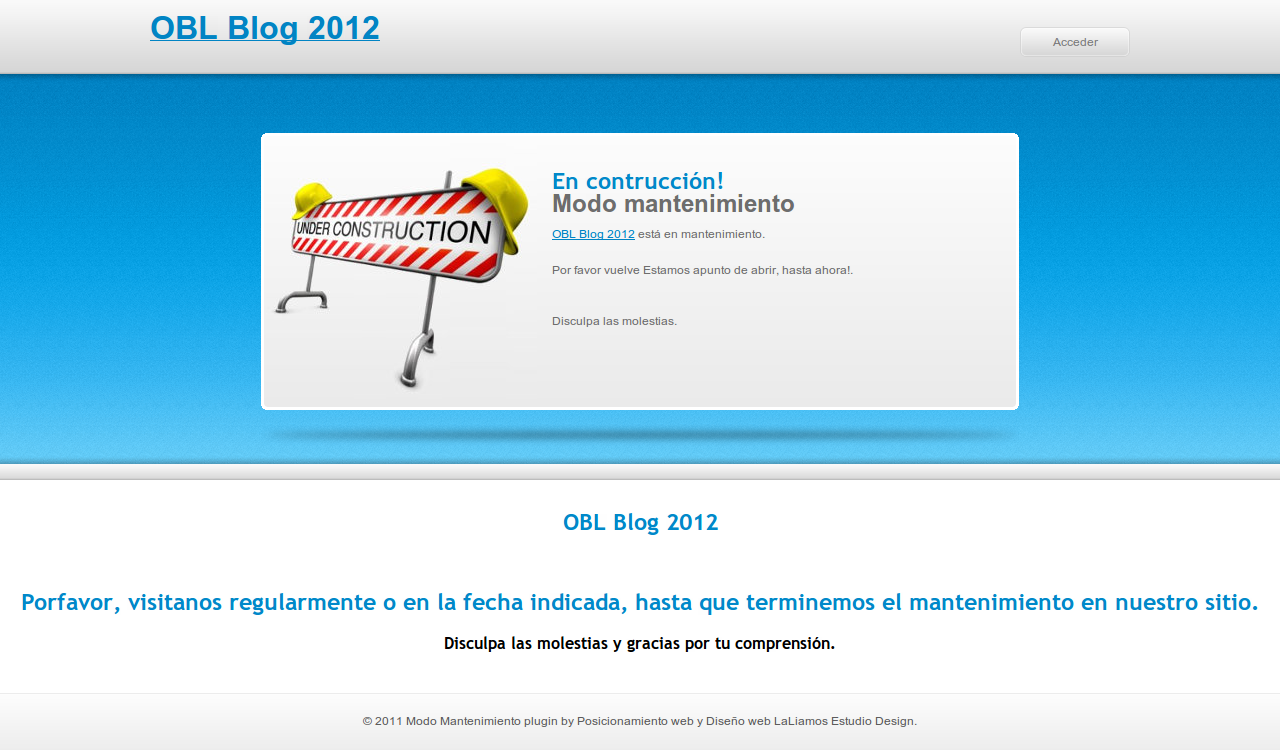 OBL Blog 2012
Acceder
UNDER CONSTRUCTION
En contrucción!
Modo mantenimiento
OBL Blog 2012 está en mantenimiento.
Por favor vuelve Estamos apunto de abrir, hasta ahora!.
Disculpa las molestias.
OBL Blog 2012
Porfavor, visitanos regularmente o en la fecha indicada, hasta que terminemos el mantenimiento en nuestro sitio.
Disculpa las molestias y gracias por tu comprensión.
© 2011 Modo Mantenimiento plugin by Posicionamiento web y Diseño web LaLiamos Estudio Design.